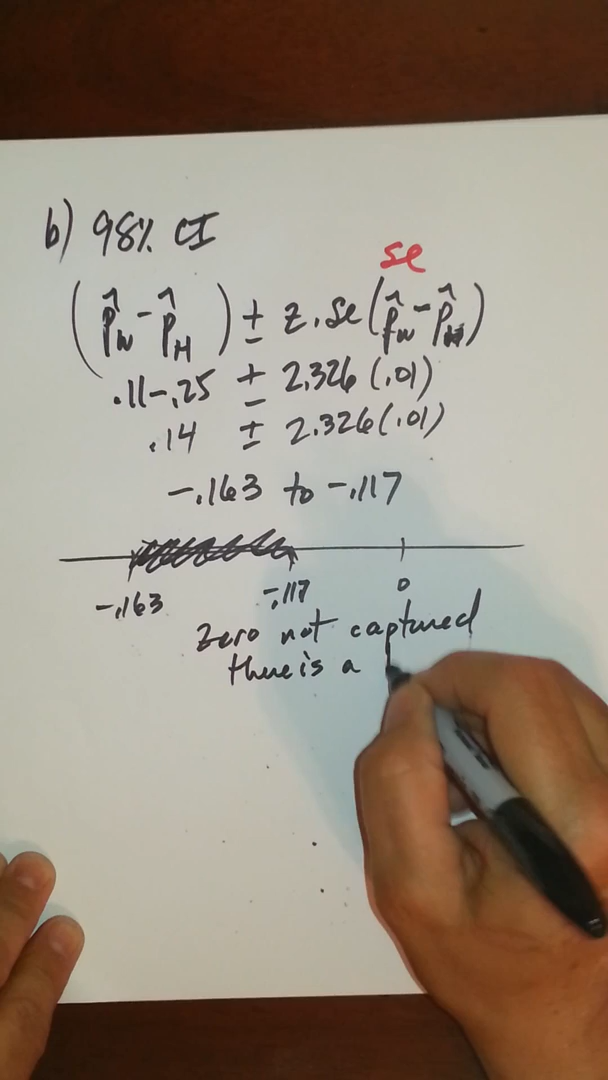 b) 98% CI
se
(p̂w - p̂H) ± z.se(p̂w - p̂H)
.11-.25 ± 2.326(.01)
.14 ± 2.326(.01)
-.163 to -.117
-.163 -.117 0
Zero not captured
there is a